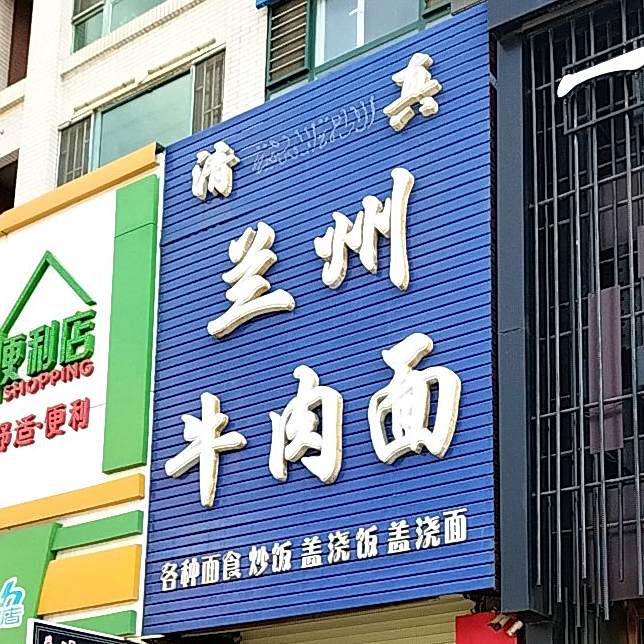 清 真
兰州
牛肉面
各种面食 炒饭 盖浇饭 盖浇面
便利店
SHOPPING
舒适·便利